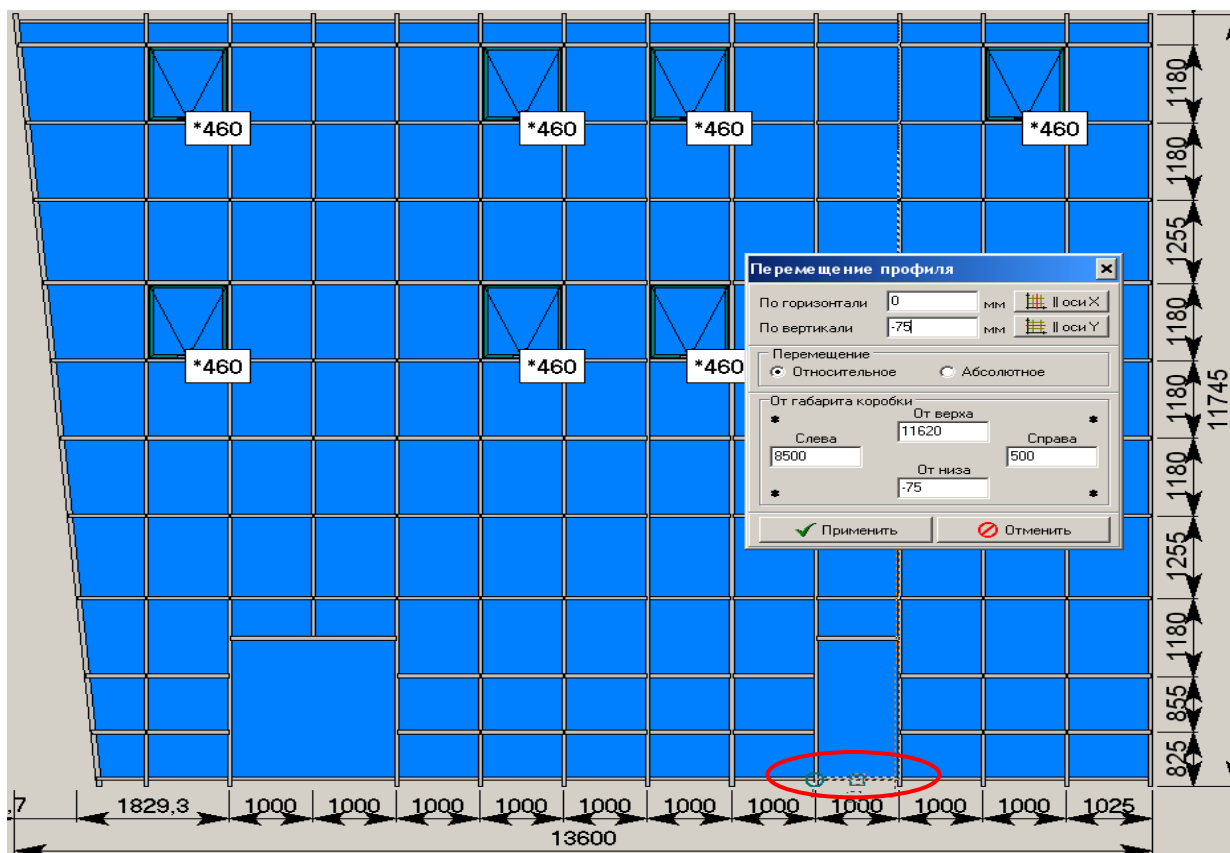 *460 *460 *460 *460
*460 *460 *460
Перемещение профиля
По горизонтали 0 мм || оси X
По вертикали -75 мм || оси Y
Перемещение
Относительное Абсолютное
От габарита коробки
* От верха *
11620
Слева Справа
8500 500
От низа
* -75 *
Применить Отменить
1180
1180
1255
1180
1180
1180
1255
1180
855
825
11745
,7 1829,3 1000 1000 1000 1000 1000 1000 1000 1000 1000 1000 1025
13600